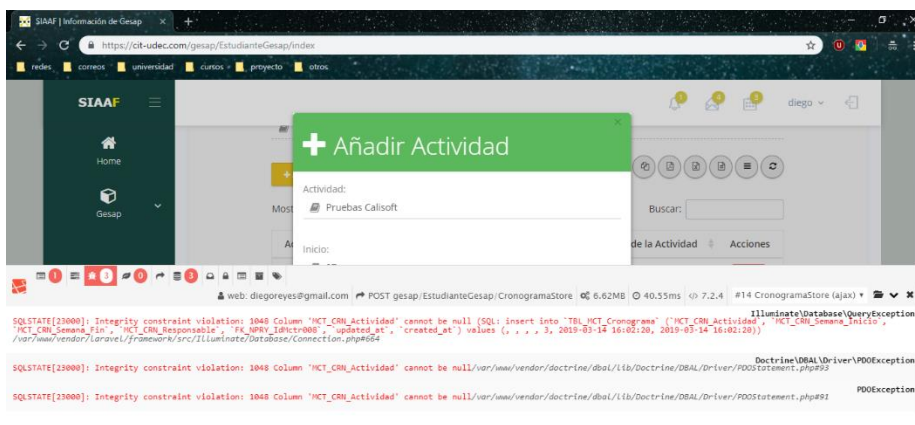 SIAAF | Información de Gesap
https://cit-udec.com/gesap/EstudianteGesap/index
redes correos universidad cursos proyecto otros
SIAAF
diego
Home
Gesap
Añadir Actividad
Actividad:
Pruebas Calisoft
Inicio:
Most
Buscar:
de la Actividad Acciones
1 3 0 3
web: diegoreyes@gmail.com POST gesap/EstudianteGesap/CronogramaStore 6.62MB 40.55ms 7.2.4 #14 CronogramaStore (ajax)
Illuminate\Database\QueryException
SQLSTATE[23000]: Integrity constraint violation: 1048 Column 'MCT_CRN_Actividad' cannot be null (SQL: insert into `TBL_MCT_Cronograma` (`MCT_CRN_Actividad`, `MCT_CRN_Semana_Inicio`,
`MCT_CRN_Semana_Fin`, `MCT_CRN_Responsable`, `FK_NPRY_IdMctr008`, `updated_at`, `created_at`) values (, , , , 3, 2019-03-14 16:02:20, 2019-03-14 16:02:20))
/var/www/vendor/laravel/framework/src/Illuminate/Database/Connection.php#664
Doctrine\DBAL\Driver\PDOException
SQLSTATE[23000]: Integrity constraint violation: 1048 Column 'MCT_CRN_Actividad' cannot be null/var/www/vendor/doctrine/dbal/lib/Doctrine/DBAL/Driver/PDOStatement.php#93
PDOException
SQLSTATE[23000]: Integrity constraint violation: 1048 Column 'MCT_CRN_Actividad' cannot be null/var/www/vendor/doctrine/dbal/lib/Doctrine/DBAL/Driver/PDOStatement.php#91